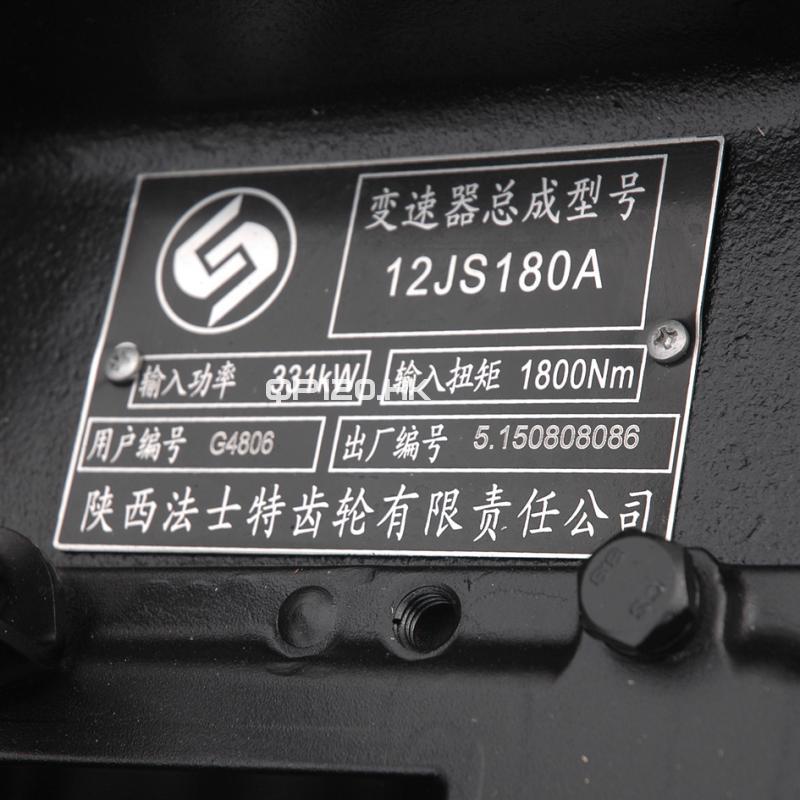 变速器总成型号
12JS180A
输入功率 331kW 输入扭矩 1800Nm
QP120.HK
用户编号 G4806 出厂编号 5.150808086
陕西法士特齿轮有限责任公司